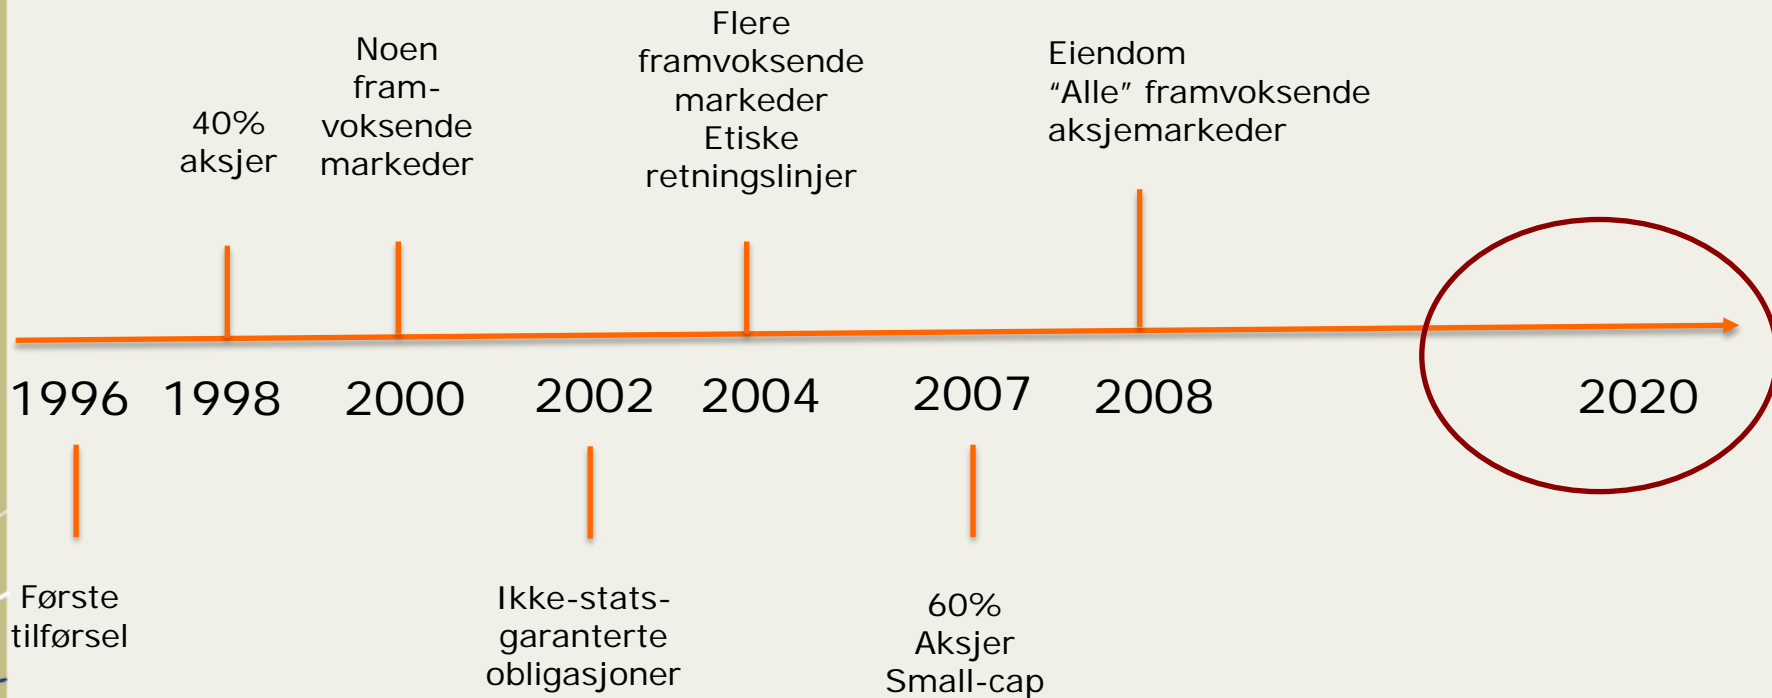 40%
aksjer
Noen
fram-
voksende
markeder
Flere
framvoksende
markeder
Etiske
retningslinjer
Eiendom
“Alle” framvoksende
aksjemarkeder
1996
1998
2000
2002
2004
2007
2008
2020
Første
tilførsel
Ikke-stats-
garanterte
obligasjoner
60%
Aksjer
Small-cap